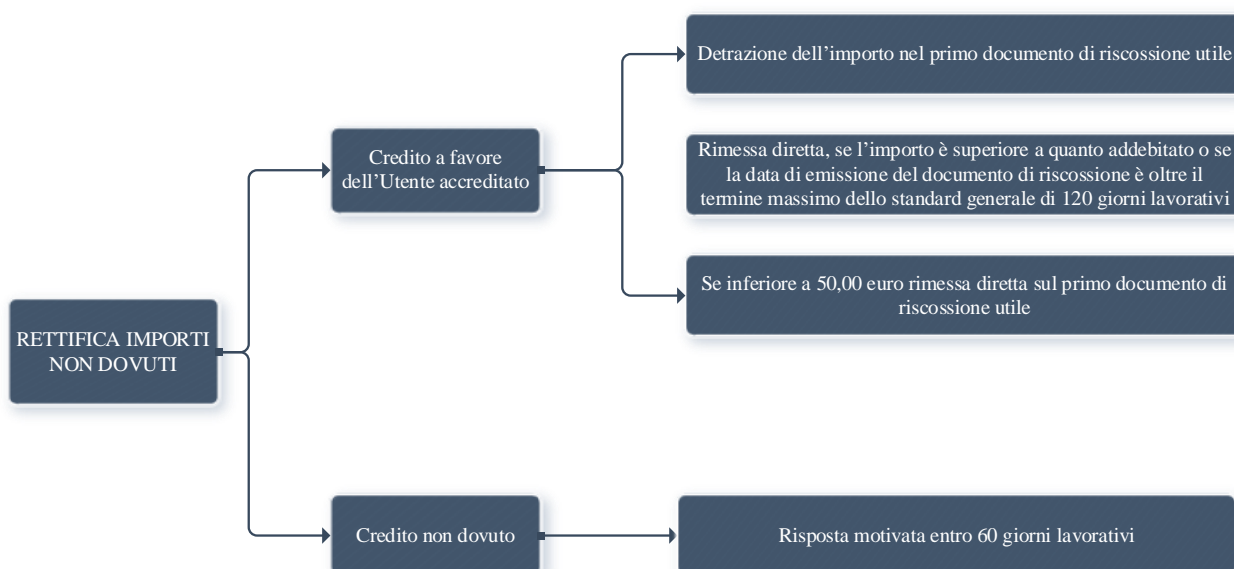 Detrazione dell’importo nel primo documento di riscossione utile
Credito a favore
dell’Utente accreditato
Rimessa diretta, se l’importo è superiore a quanto addebitato o se
la data di emissione del documento di riscossione è oltre il
termine massimo dello standard generale di 120 giorni lavorativi
Se inferiore a 50,00 euro rimessa diretta sul primo documento di
riscossione utile
RETTIFICA IMPORTI
NON DOVUTI
Credito non dovuto
Risposta motivata entro 60 giorni lavorativi